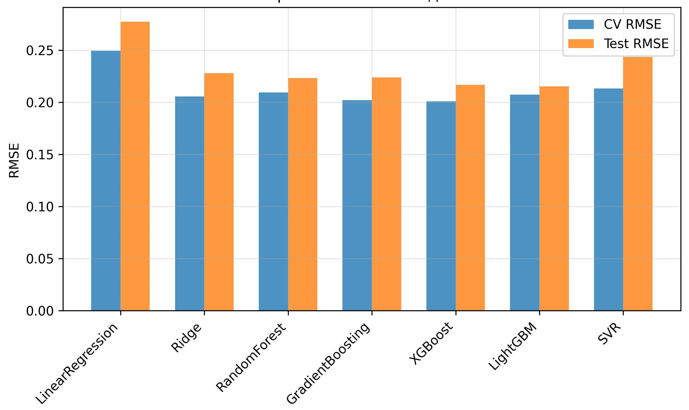 CV RMSE
Test RMSE
RMSE
0.25
0.20
0.15
0.10
0.05
0.00
LinearRegression
Ridge
RandomForest
GradientBoosting
XGBoost
LightGBM
SVR